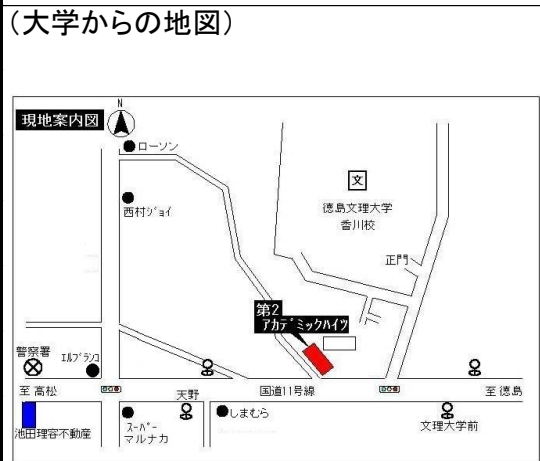 (大学からの地図)
現地案内図
N
ローソン
西村ジョイ
文
徳島文理大学
香川校
正門
第2
アカデミックハイツ
警察署
エルブランコ
至 高松
天野
国道11号線
至 徳島
池田理容不動産
スーパー
マルナカ
しまむら
文理大学前